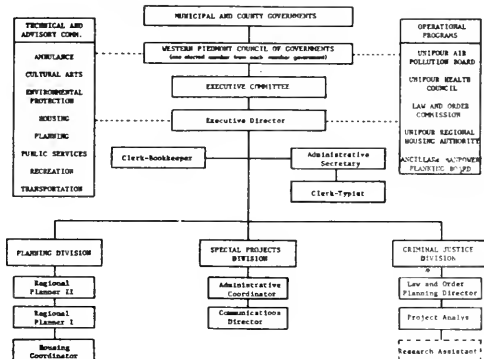 MUNICIPAL AND COUNTY GOVERNMENTS
TECHNICAL AND
ADVISORY COMM.
AMBULANCE
CULTURAL ARTS
ENVIRONMENTAL
PROTECTION
HOUSING
PLANNING
PUBLIC SERVICES
RECREATION
TRANSPORTATION
WESTERN PIEDMONT COUNCIL OF GOVERNMENTS
(one elected member from each member government)
EXECUTIVE COMMITTEE
Executive Director
OPERATIONAL
PROGRAMS
UNIFOUR AIR
POLLUTION BOARD
UNIFOUR HEALTH
COUNCIL
LAW AND ORDER
COMMISSION
UNIFOUR REGIONAL
HOUSING AUTHORITY
ANCILLARY MANPOWER
PLANNING BOARD
Clerk-Bookkeeper
Administrative
Secretary
Clerk-Typist
PLANNING DIVISION
Regional
Planner II
Regional
Planner I
Housing
Coordinator
SPECIAL PROJECTS
DIVISION
Administrative
Coordinator
Communications
Director
CRIMINAL JUSTICE
DIVISION
Law and Order
Planning Director
Project Analys
Research Assistant